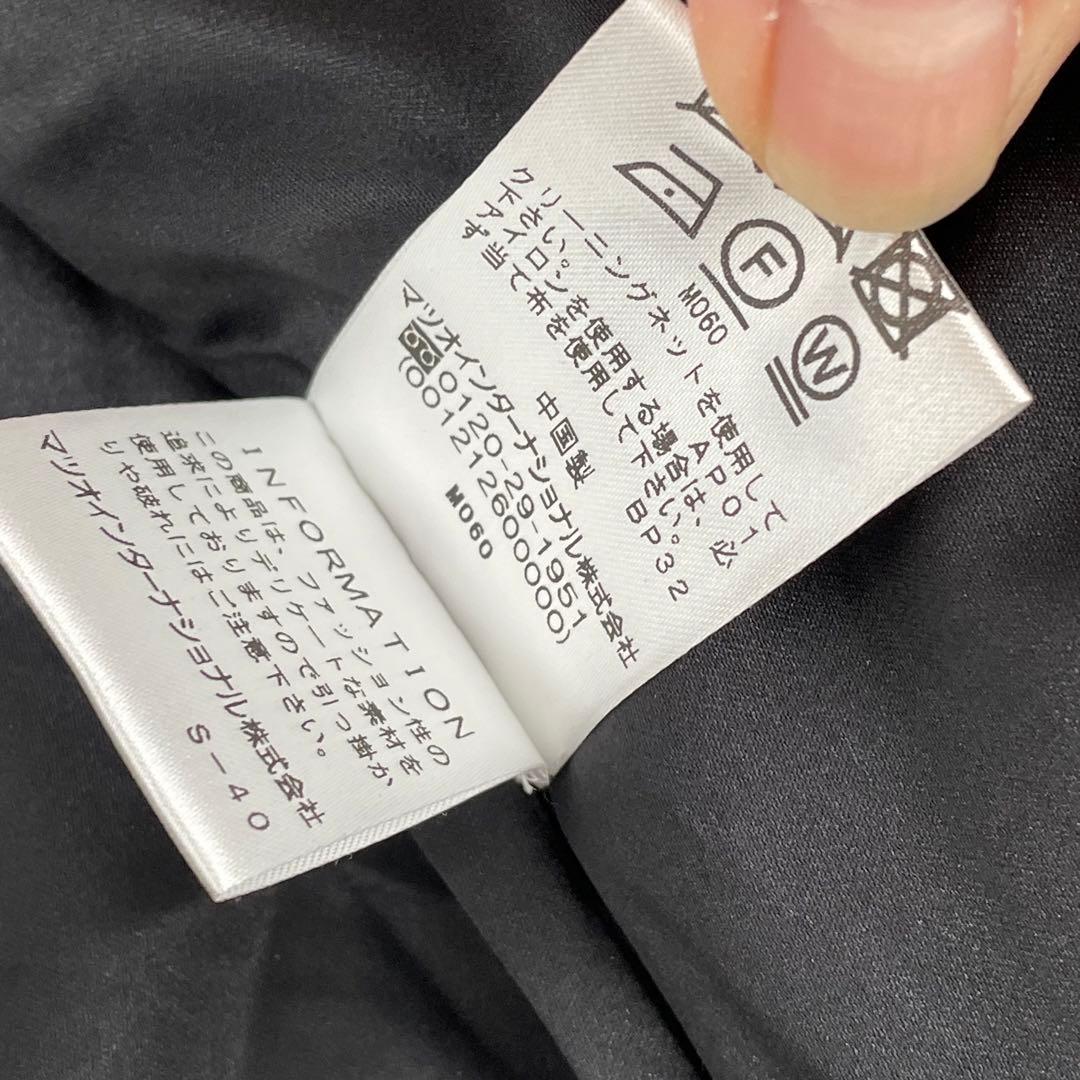 F
W
M060
クリーニングネットを使用して
下さい。 AP01
アイロンを使用する場合は、必
ず当て布を使用して下さい。BP32
中国製
マツオインターナショナル株式会社
0120-29-1951
(001212600000)
M060
INFORMATION
この商品は、ファッション性の
追求によりデリケートな素材を
使用しておりますので引っ掛か
りや破れにはご注意下さい。
マツオインターナショナル株式会社
S-40